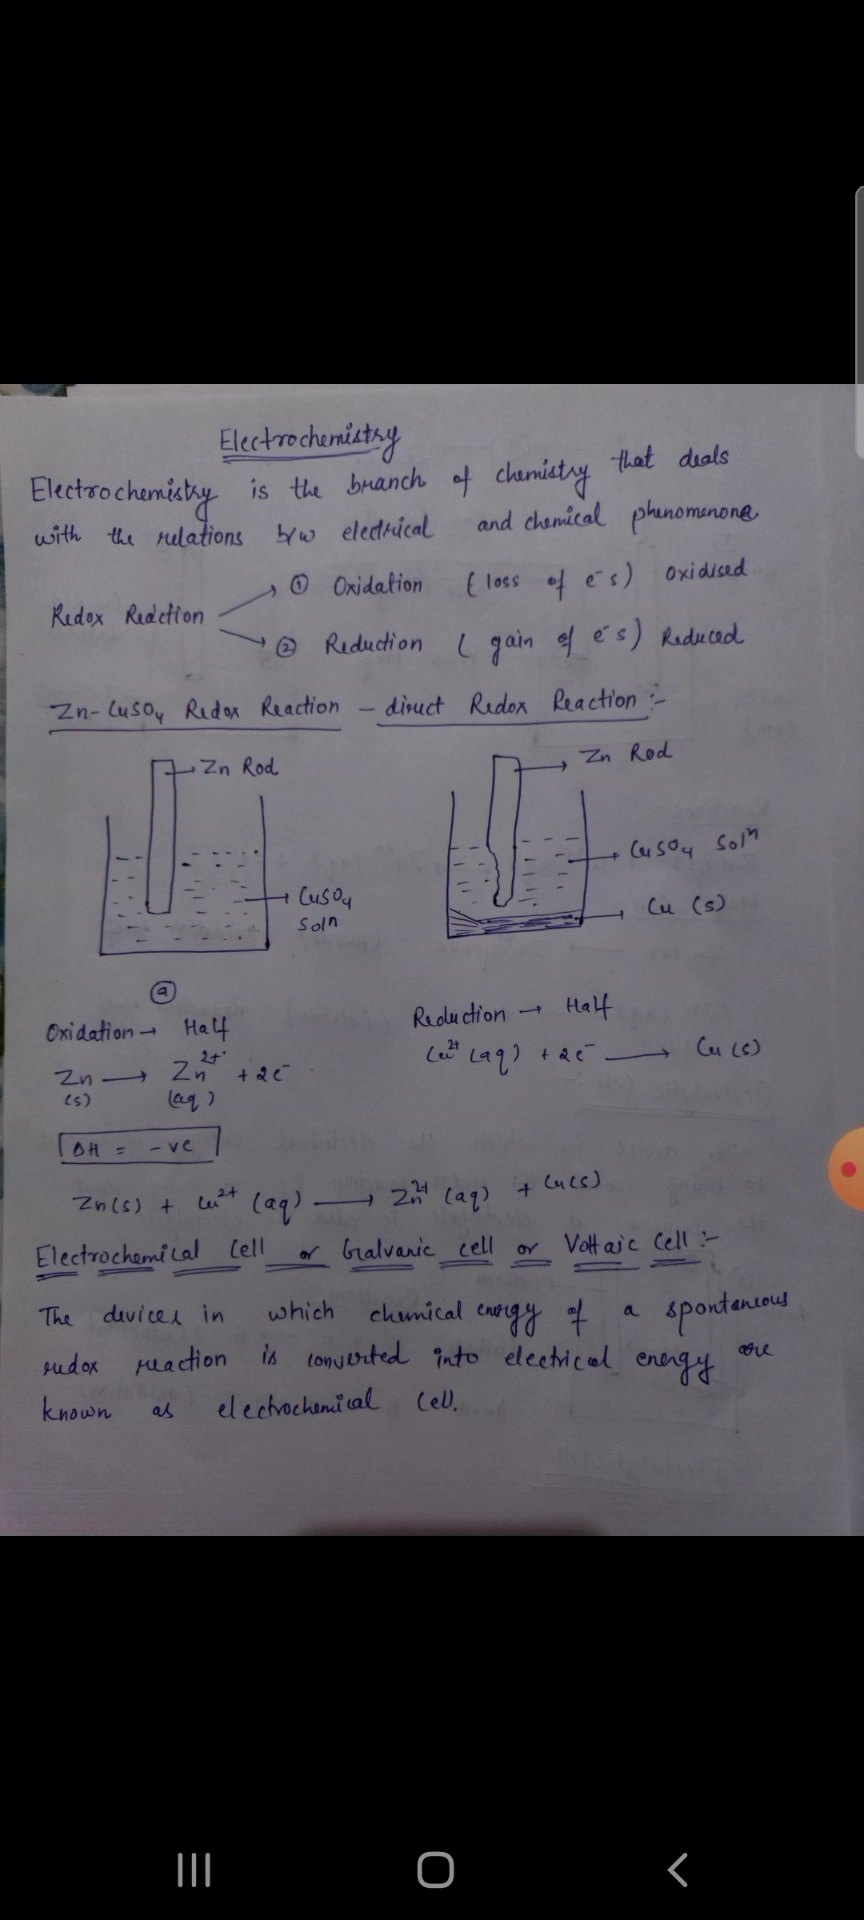 Electrochemistry
Electrochemistry is the branch of chemistry that deals
with the relations b/w electrical and chemical phenomenona
Redox Reaction
① Oxidation (loss of e⁻s) oxidised
② Reduction ( gain of e⁻s) Reduced
Zn-CuSO₄ Redox Reaction – direct Redox Reaction :-
Zn Rod
CuSO₄
Solⁿ
Zn Rod
CuSO₄ Solⁿ
Cu (s)
ⓐ
Oxidation → Half
Zn → Zn²⁺ + 2e⁻
(s) (aq)
Reduction → Half
Cu²⁺ (aq) + 2e⁻ → Cu (s)
ΔH = -ve
Zn(s) + Cu²⁺ (aq) → Zn²⁺ (aq) + Cu(s)
Electrochemical Cell or Galvanic cell or Voltaic Cell :-
The devices in which chemical energy of a spontaneous
redox reaction is converted into electrical energy are
known as electrochemical Cell.